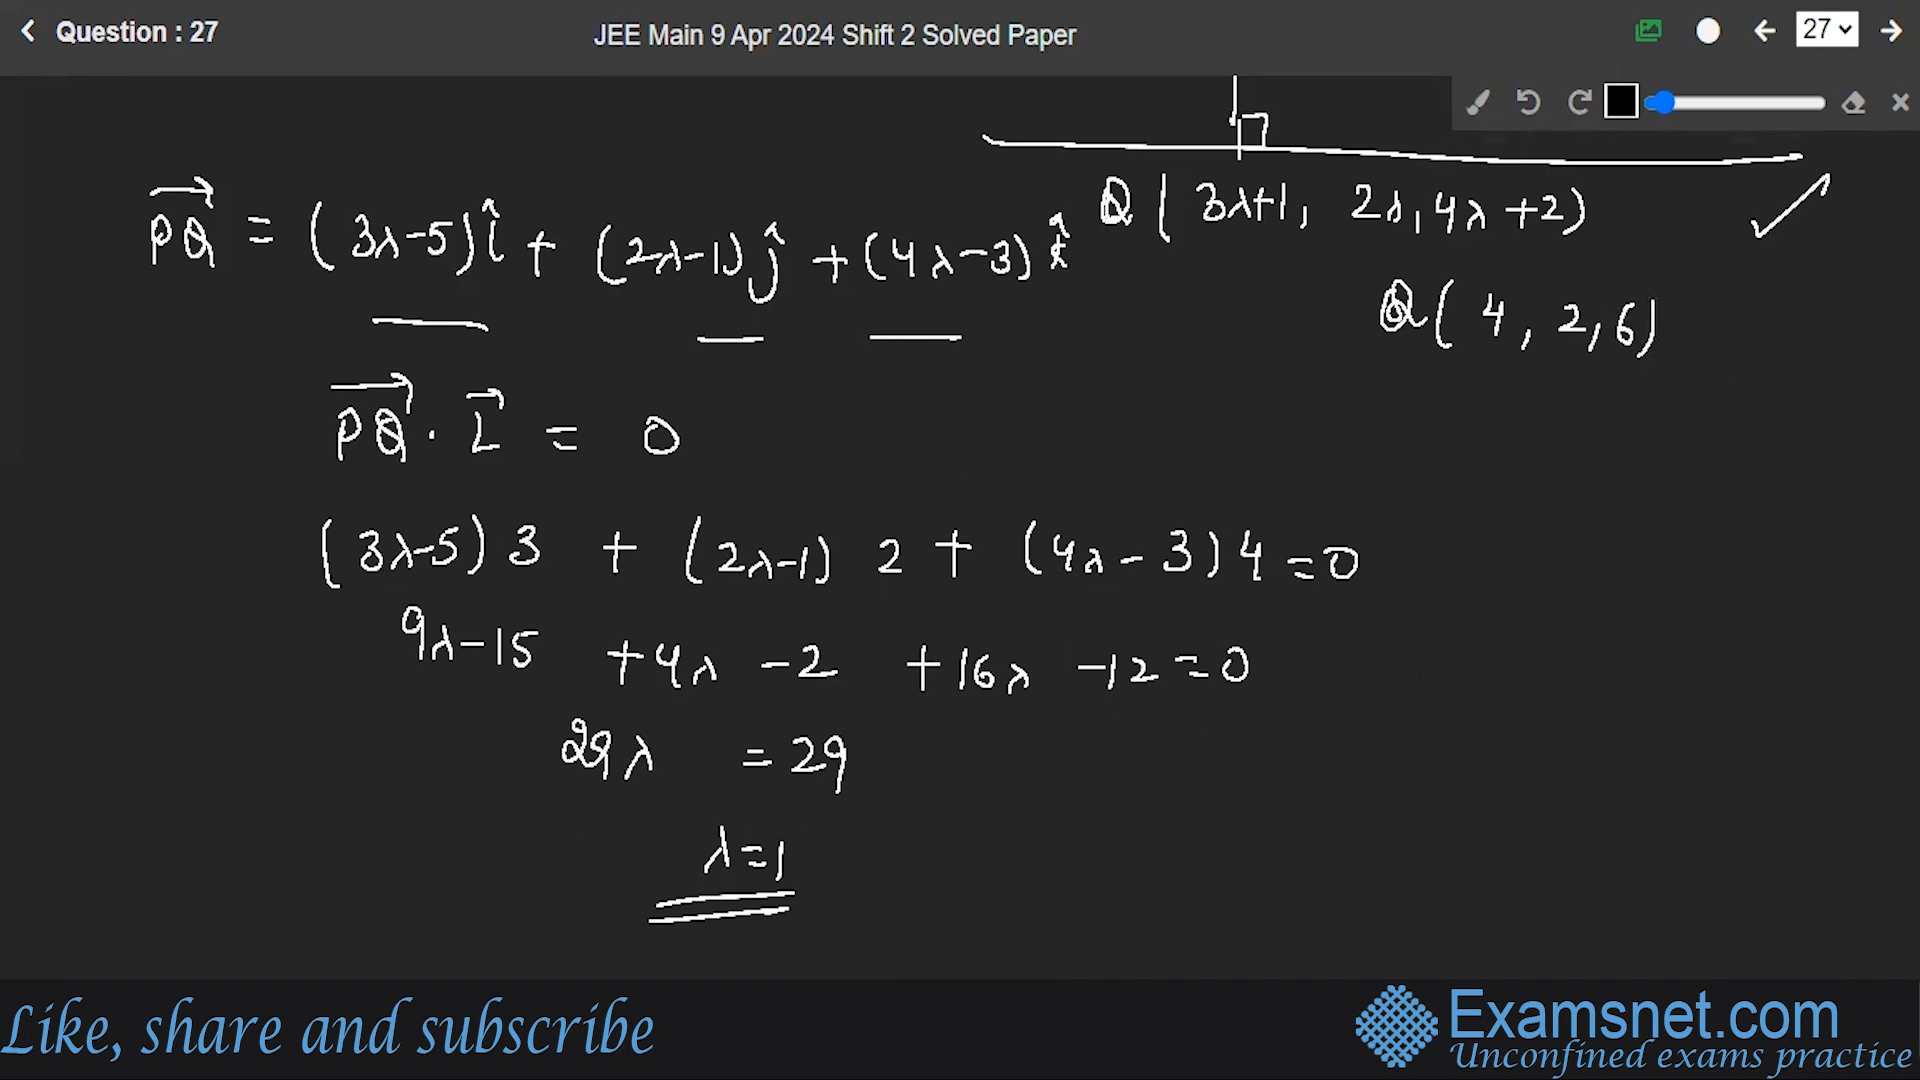 Question : 27
JEE Main 9 Apr 2024 Shift 2 Solved Paper
27
PQ = (3λ-5)î + (2λ-1)ĵ + (4λ-3)k̂
Q ( 3λ+1, 2λ, 4λ+2)
Q ( 4, 2, 6)
PQ · L = 0
(3λ-5) 3 + (2λ-1) 2 + (4λ-3) 4 = 0
9λ-15 +4λ -2 +16λ -12 = 0
29λ = 29
λ=1
Like, share and subscribe
Examsnet.com
Unconfined exams practice